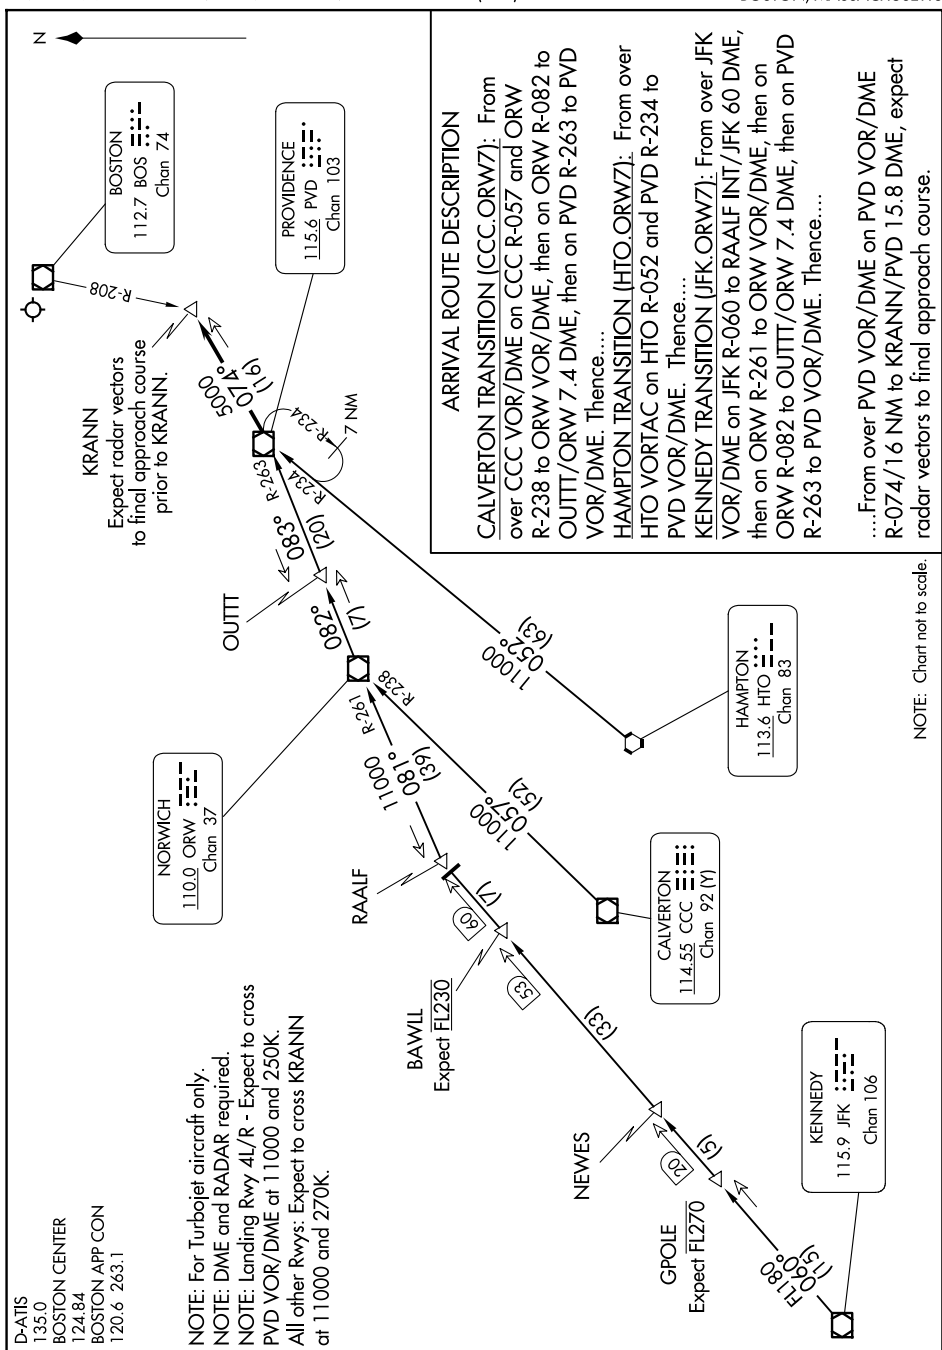 D-ATIS
135.0
BOSTON CENTER
124.84
BOSTON APP CON
120.6 263.1
NOTE: For Turbojet aircraft only.
NOTE: DME and RADAR required.
NOTE: Landing Rwy 4L/R - Expect to cross
PVD VOR/DME at 11000 and 250K.
All other Rwys: Expect to cross KRANN
at 11000 and 270K.
KRANN
Expect radar vectors
to final approach course
prior to KRANN.
N
BOSTON
112.7 BOS
Chan 74
R-208
PROVIDENCE
115.6 PVD
Chan 103
5000
074°
(16)
R-234
7 NM
R-263
R-234
083°
(20)
OUTTT
082°
(7)
NORWICH
110.0 ORW
Chan 37
R-261
R-238
11000
081°
(39)
RAALF
60
(7)
BAWLL
Expect FL230
53
(33)
NEWES
20
(5)
GPOLE
Expect FL270
FL180
060°
(15)
KENNEDY
115.9 JFK
Chan 106
11000
057°
(52)
CALVERTON
114.55 CCC
Chan 92 (Y)
11000
052°
(63)
HAMPTON
113.6 HTO
Chan 83
NOTE: Chart not to scale.
ARRIVAL ROUTE DESCRIPTION
CALVERTON TRANSITION (CCC.ORW7): From
over CCC VOR/DME on CCC R-057 and ORW
R-238 to ORW VOR/DME, then on ORW R-082 to
OUTTT/ORW 7.4 DME, then on PVD R-263 to PVD
VOR/DME. Thence....
HAMPTON TRANSITION (HTO.ORW7): From over
HTO VORTAC on HTO R-052 and PVD R-234 to
PVD VOR/DME. Thence....
KENNEDY TRANSITION (JFK.ORW7): From over JFK
VOR/DME on JFK R-060 to RAALF INT/JFK 60 DME,
then on ORW R-261 to ORW VOR/DME, then on
ORW R-082 to OUTTT/ORW 7.4 DME, then on PVD
R-263 to PVD VOR/DME. Thence....
....From over PVD VOR/DME on PVD VOR/DME
R-074/16 NM to KRANN/PVD 15.8 DME, expect
radar vectors to final approach course.